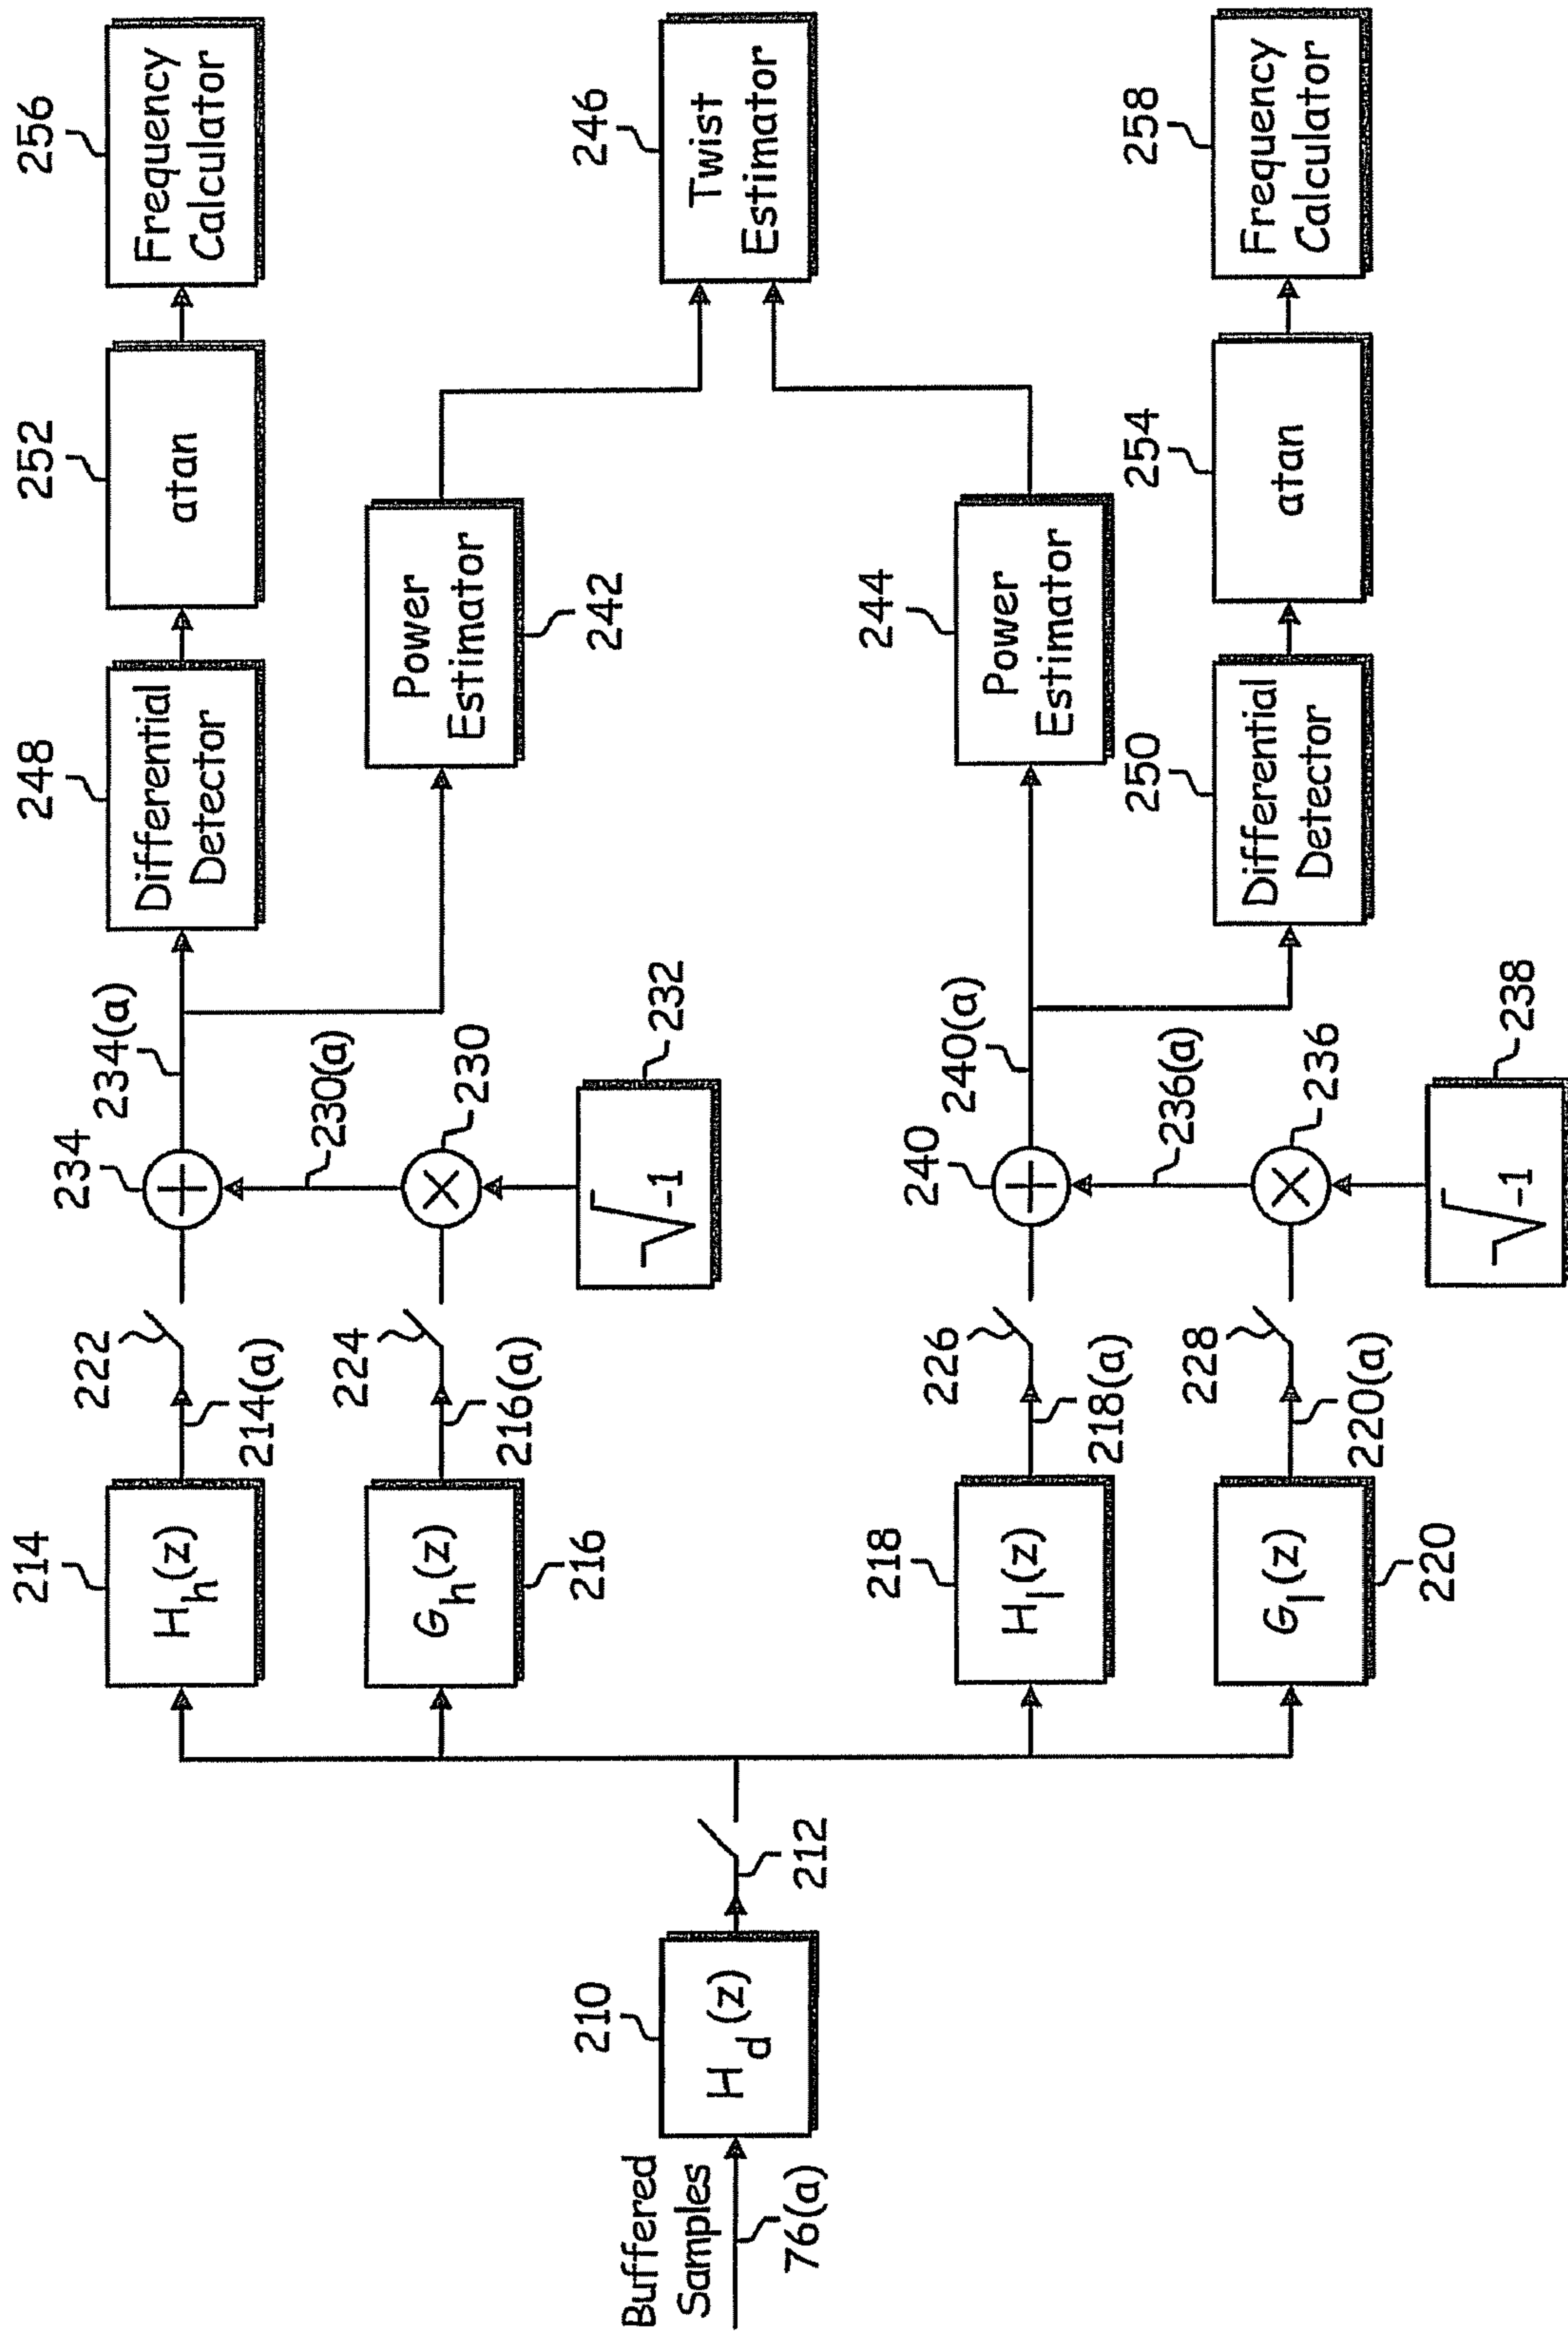 Buffered
Samples
76(a)
210
H_d(z)
212
214
H_h(z)
214(a)
222
234
234(a)
248
Differential
Detector
252
atan
256
Frequency
Calculator
G_h(z)
216
216(a)
224
230
230(a)
√-1
232
Power
Estimator
242
246
Twist
Estimator
218
H_l(z)
218(a)
226
240
240(a)
244
Power
Estimator
G_l(z)
220
220(a)
228
236
236(a)
√-1
238
250
Differential
Detector
254
atan
258
Frequency
Calculator